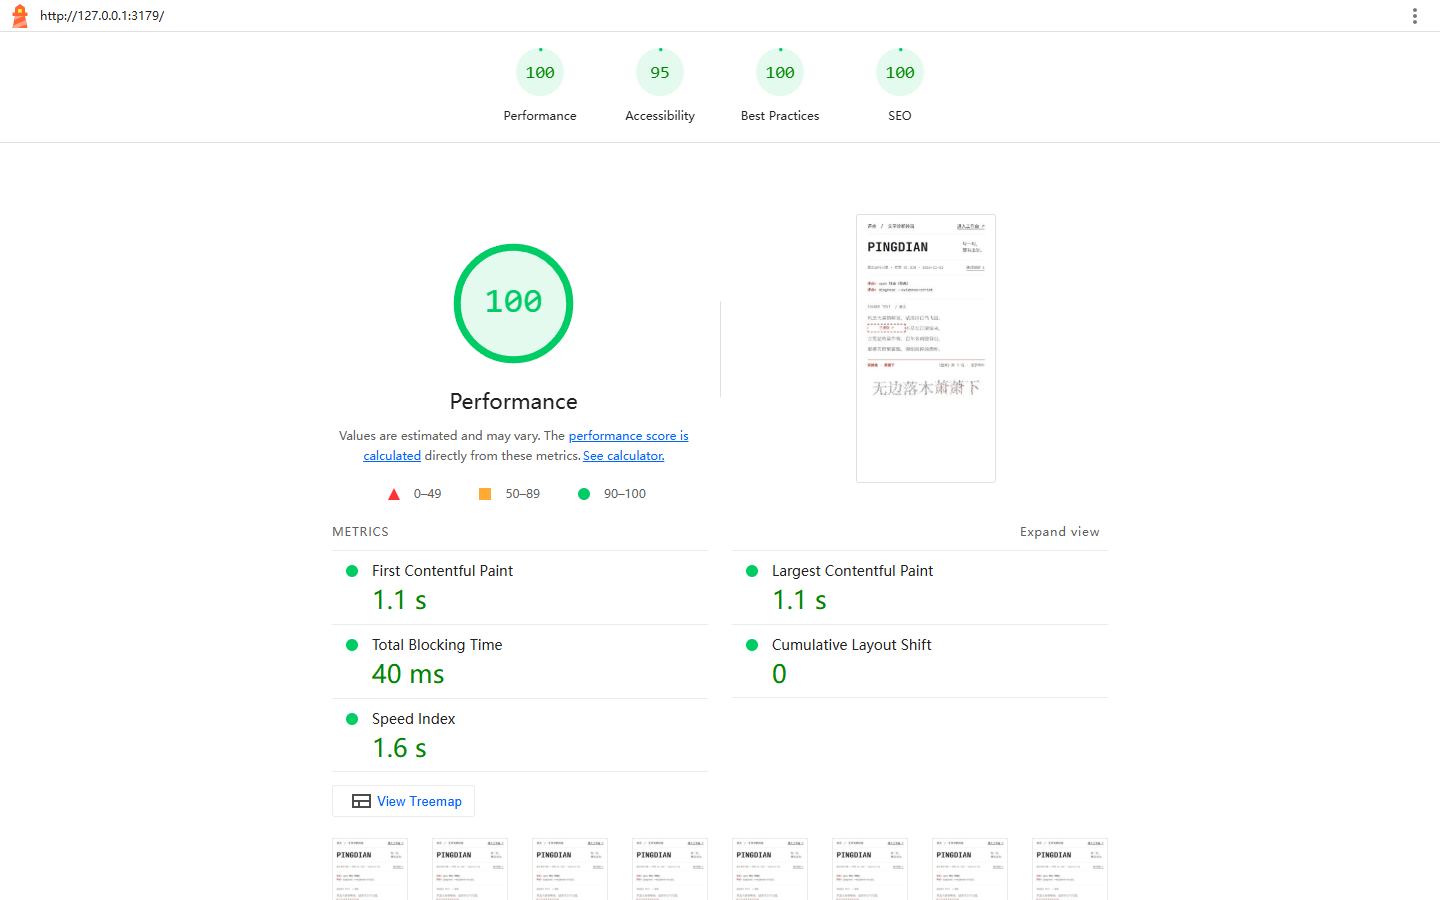 http://127.0.0.1:3179/
100
95
100
100
Performance
Accessibility
Best Practices
SEO
100
Performance
Values are estimated and may vary. The performance score is
calculated directly from these metrics. See calculator.
0–49
50–89
90–100
PINGDIAN
无边落木萧萧下
METRICS
Expand view
First Contentful Paint
1.1 s
Largest Contentful Paint
1.1 s
Total Blocking Time
40 ms
Cumulative Layout Shift
0
Speed Index
1.6 s
View Treemap
PINGDIAN
PINGDIAN
PINGDIAN
PINGDIAN
PINGDIAN
PINGDIAN
PINGDIAN
PINGDIAN